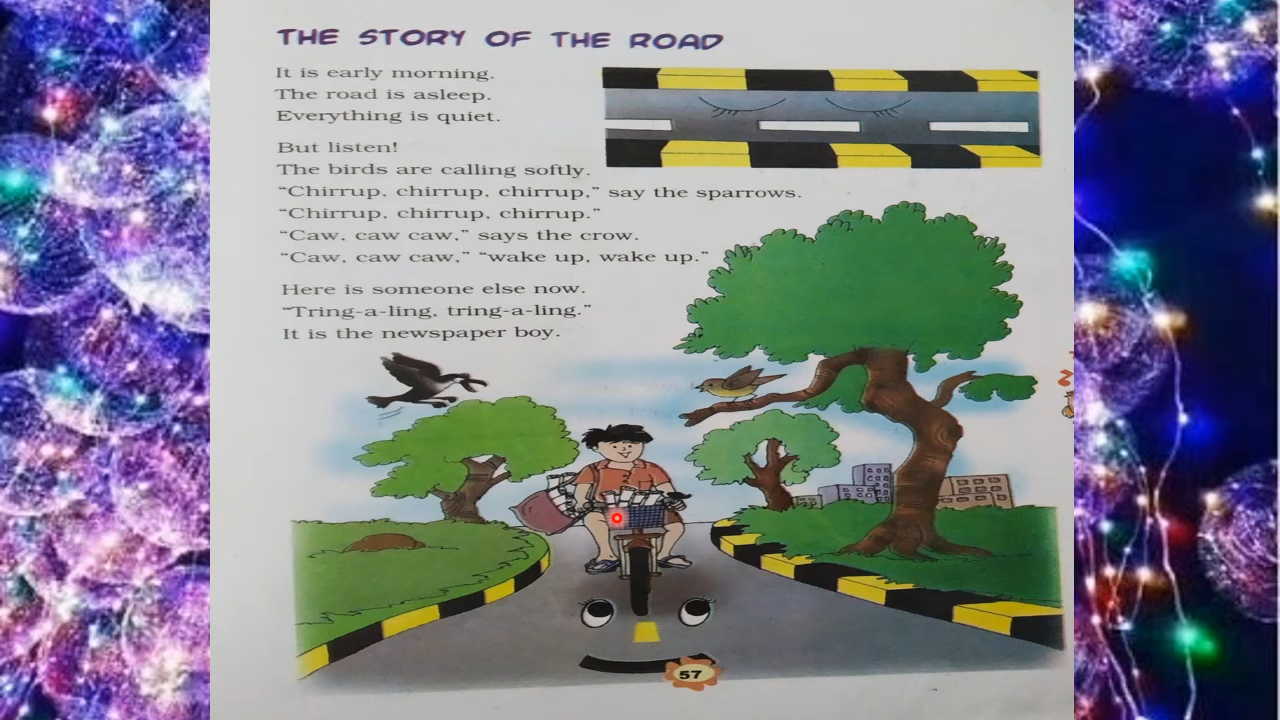 THE STORY OF THE ROAD
It is early morning.
The road is asleep.
Everything is quiet.
But listen!
The birds are calling softly.
“Chirrup, chirrup, chirrup,” say the sparrows.
“Chirrup, chirrup, chirrup.”
“Caw, caw caw,” says the crow.
“Caw, caw caw,” “wake up, wake up.”
Here is someone else now.
“Tring-a-ling, tring-a-ling.”
It is the newspaper boy.
57